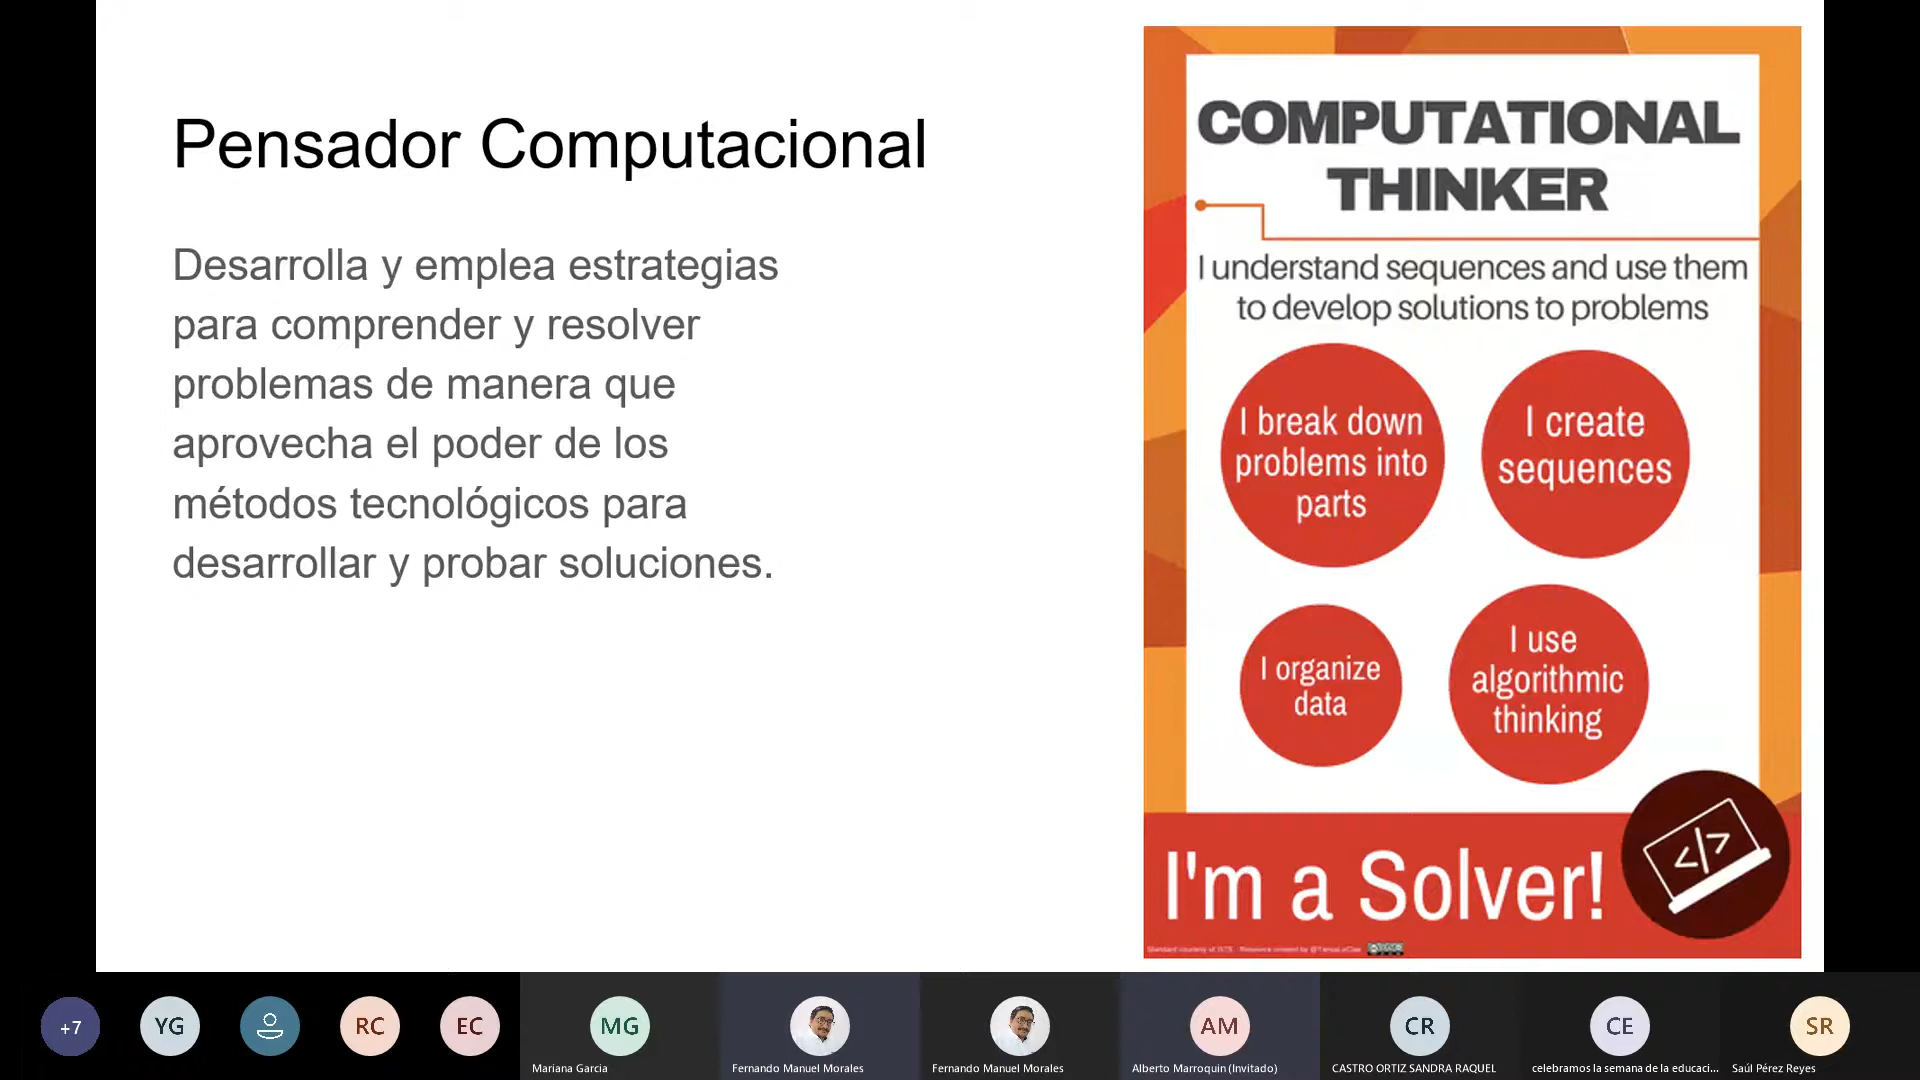 Pensador Computacional
Desarrolla y emplea estrategias
para comprender y resolver
problemas de manera que
aprovecha el poder de los
métodos tecnológicos para
desarrollar y probar soluciones.
COMPUTATIONAL
THINKER
I understand sequences and use them
to develop solutions to problems
I break down
problems into
parts
I create
sequences
I organize
data
I use
algorithmic
thinking
</>
I'm a Solver!
+7
YG
RC
EC
MG
AM
CR
CE
SR
Mariana Garcia
Fernando Manuel Morales
Fernando Manuel Morales
Alberto Marroquin (Invitado)
CASTRO ORTIZ SANDRA RAQUEL
celebramos la semana de la educaci...
Saúl Pérez Reyes